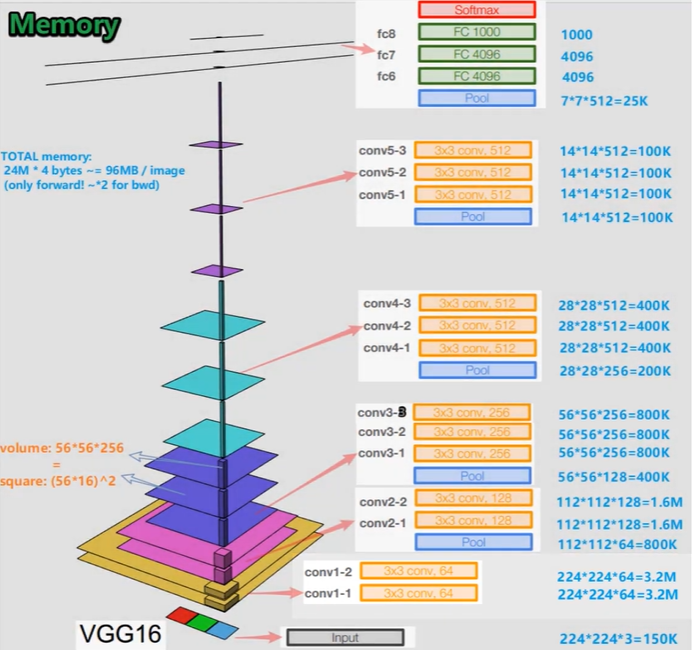 Memory
Softmax
fc8 FC 1000 1000
fc7 FC 4096 4096
fc6 FC 4096 4096
Pool 7*7*512=25K
TOTAL memory:
24M * 4 bytes ~= 96MB / image
(only forward! ~*2 for bwd)
conv5-3 3x3 conv, 512 14*14*512=100K
conv5-2 3x3 conv, 512 14*14*512=100K
conv5-1 3x3 conv, 512 14*14*512=100K
Pool 14*14*512=100K
conv4-3 3x3 conv, 512 28*28*512=400K
conv4-2 3x3 conv, 512 28*28*512=400K
conv4-1 3x3 conv, 512 28*28*512=400K
Pool 28*28*256=200K
conv3-3 3x3 conv, 256 56*56*256=800K
conv3-2 3x3 conv, 256 56*56*256=800K
conv3-1 3x3 conv, 256 56*56*256=800K
Pool 56*56*128=400K
volume: 56*56*256
=
square: (56*16)^2
conv2-2 3x3 conv, 128 112*112*128=1.6M
conv2-1 3x3 conv, 128 112*112*128=1.6M
Pool 112*112*64=800K
conv1-2 3x3 conv, 64 224*224*64=3.2M
conv1-1 3x3 conv, 64 224*224*64=3.2M
VGG16
Input 224*224*3=150K